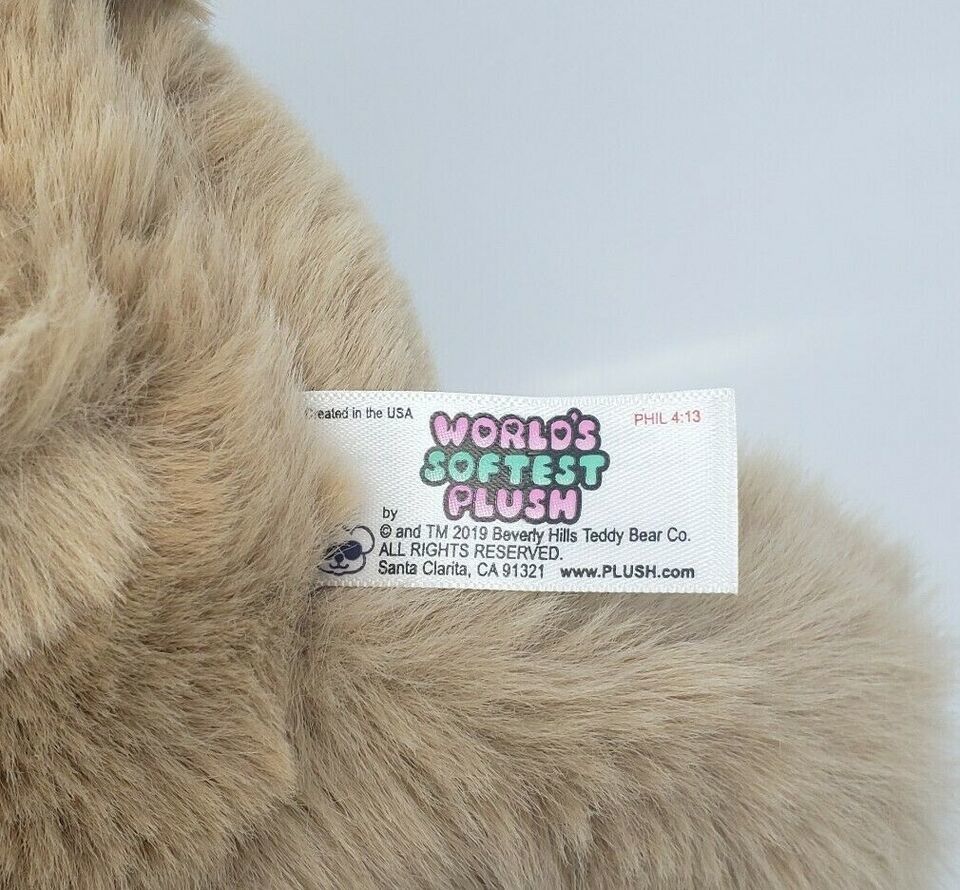 Created in the USA
PHIL 4:13
WORLD'S
SOFTEST
PLUSH
by
© and TM 2019 Beverly Hills Teddy Bear Co.
ALL RIGHTS RESERVED.
Santa Clarita, CA 91321 www.PLUSH.com